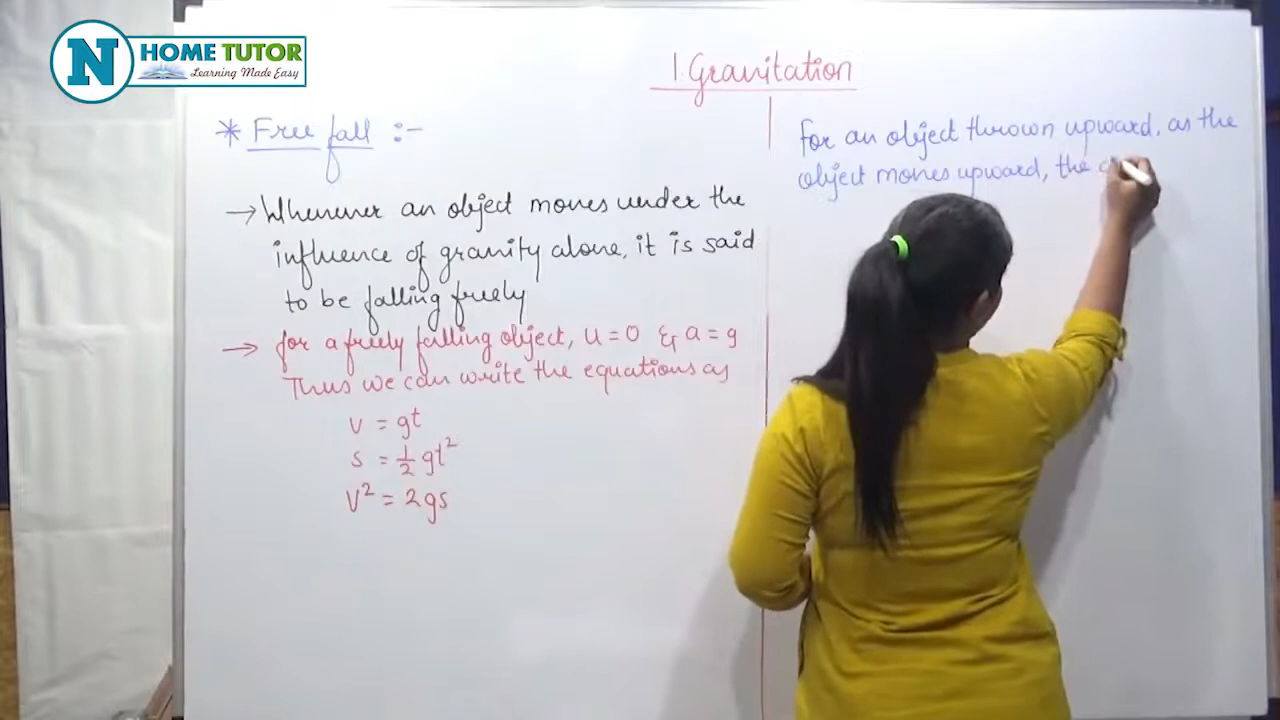 N
HOME TUTOR
Learning Made Easy
1. Gravitation
* Free fall :-
→ Whenever an object moves under the
influence of gravity alone, it is said
to be falling freely
→ for a freely falling object, u = 0 & a = g
Thus we can write the equations as
v = gt
s = 1/2 gt²
v² = 2gs
for an object thrown upward, as the
object moves upward, the